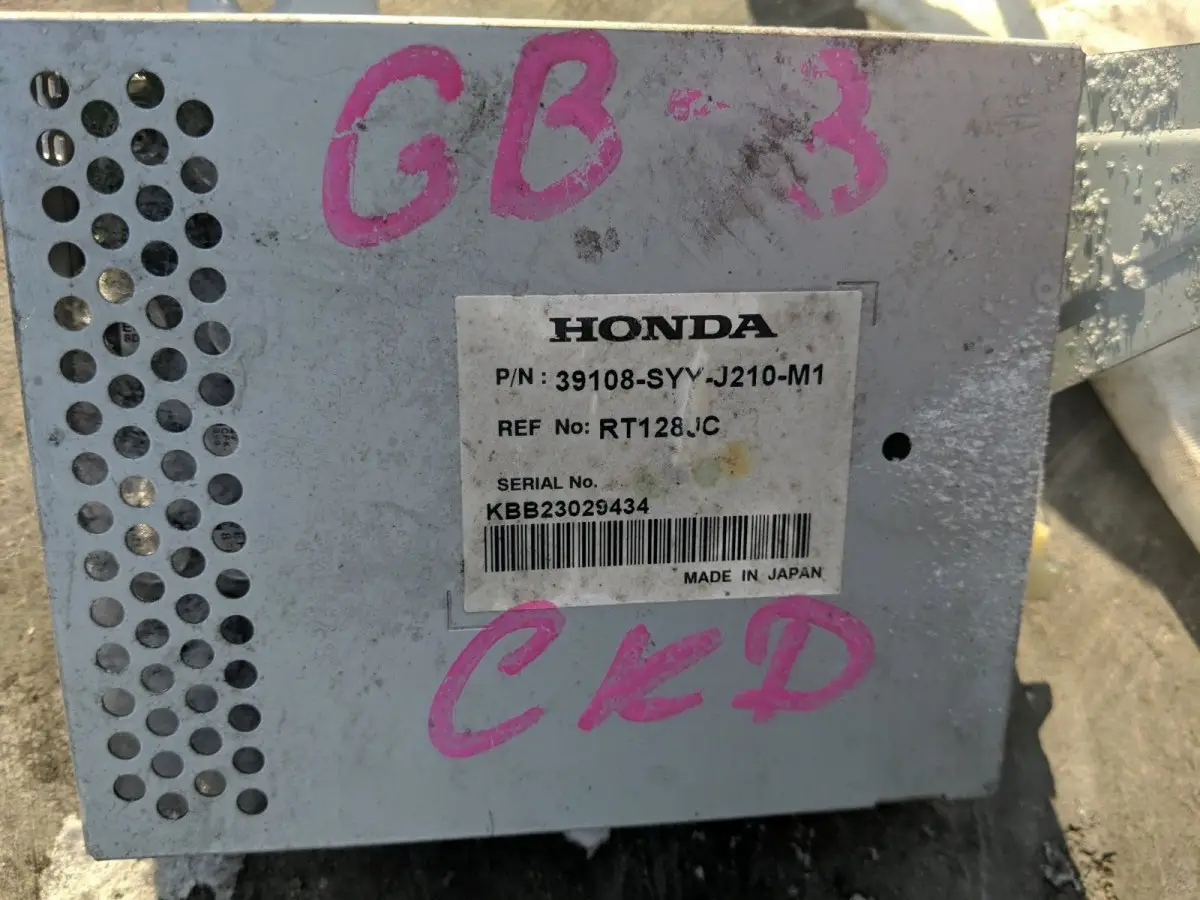 GB-3
HONDA
P/N : 39108-SYY-J210-M1
REF No: RT128JC
SERIAL No.
KBB23029434
MADE IN JAPAN
CKD